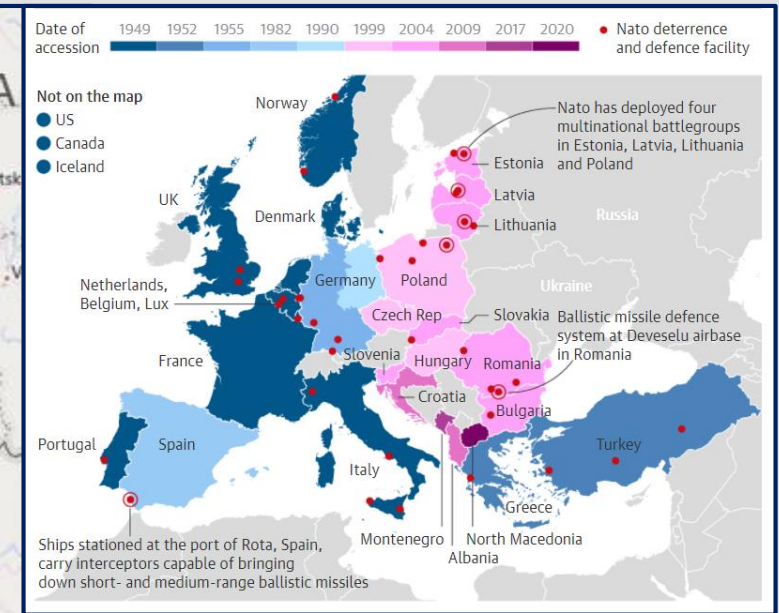 Date of
accession
1949 1952 1955 1982 1990 1999 2004 2009 2017 2020
Nato deterrence
and defence facility
Not on the map
US
Canada
Iceland
Norway
Nato has deployed four
multinational battlegroups
in Estonia, Latvia, Lithuania
and Poland
Estonia
UK
Latvia
Denmark
Lithuania
Russia
Netherlands,
Belgium, Lux
Germany
Poland
Ukraine
Czech Rep
Slovakia
Ballistic missile defence
system at Deveselu airbase
in Romania
France
Slovenia
Hungary
Romania
Croatia
Bulgaria
Portugal
Spain
Italy
Turkey
Greece
Montenegro
North Macedonia
Albania
Ships stationed at the port of Rota, Spain,
carry interceptors capable of bringing
down short- and medium-range ballistic missiles